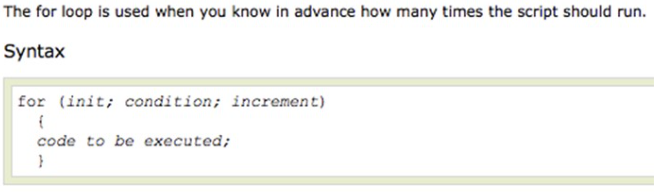 The for loop is used when you know in advance how many times the script should run.
Syntax
for (init; condition; increment)
{
code to be executed;
}